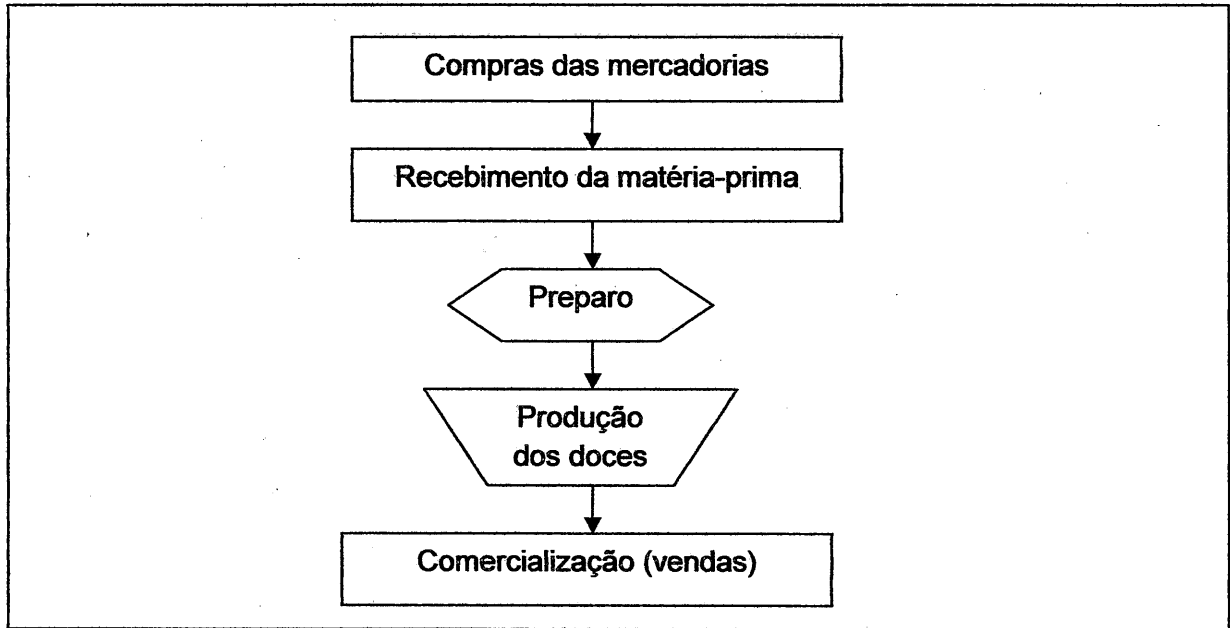 Compras das mercadorias
Recebimento da matéria-prima
Preparo
Produção
dos doces
Comercialização (vendas)